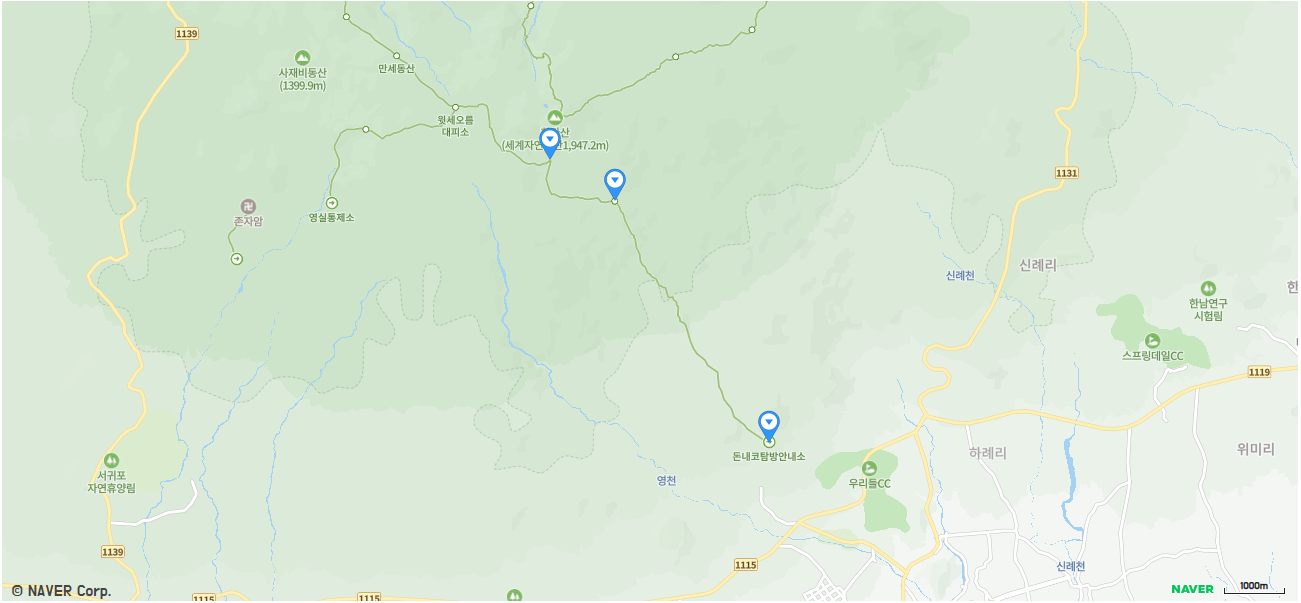 1139
사재비동산
(1399.9m)
만세동산
윗세오름
대피소
(세계자연
1,947.2m)
1131
존자암
영실통제소
신례천
신례리
한남연구
시험림
한
스프링데일CC
1119
돈내코탐방안내소
하례리
위미리
우리들CC
서귀포
자연휴양림
영천
1139
1115
신례천
1115
1115
© NAVER Corp.
NAVER
1000m